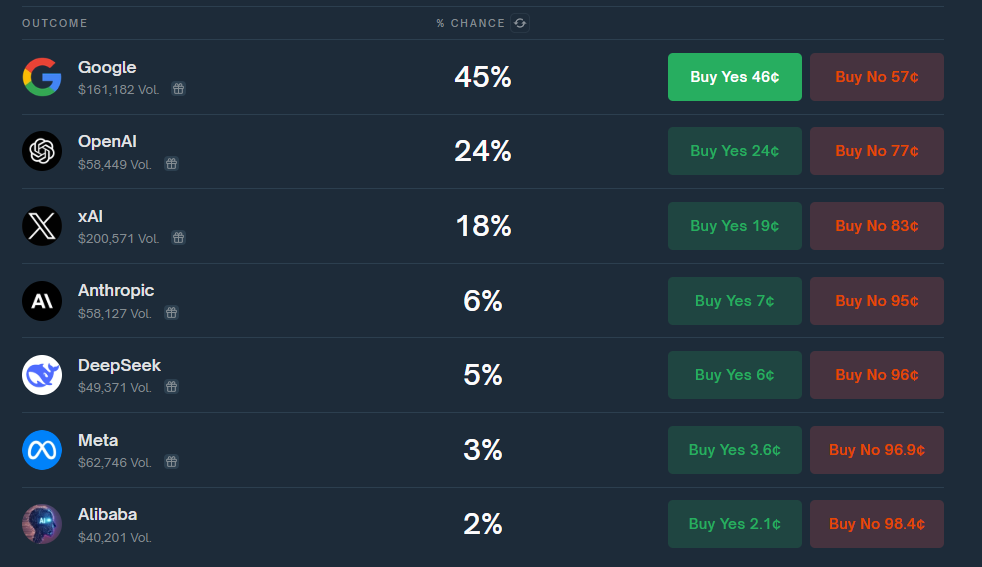 OUTCOME % CHANCE
Google
$161,182 Vol.
45%
Buy Yes 46¢ Buy No 57¢
OpenAI
$58,449 Vol.
24%
Buy Yes 24¢ Buy No 77¢
xAI
$200,571 Vol.
18%
Buy Yes 19¢ Buy No 83¢
Anthropic
$58,127 Vol.
6%
Buy Yes 7¢ Buy No 95¢
DeepSeek
$49,371 Vol.
5%
Buy Yes 6¢ Buy No 96¢
Meta
$62,746 Vol.
3%
Buy Yes 3.6¢ Buy No 96.9¢
Alibaba
$40,201 Vol.
2%
Buy Yes 2.1¢ Buy No 98.4¢